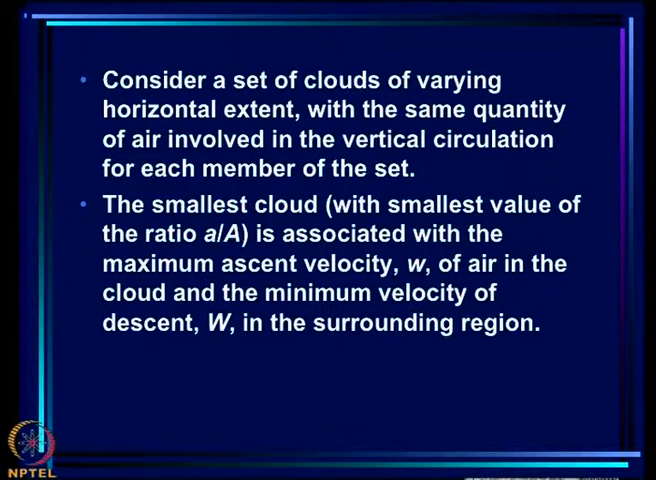 • Consider a set of clouds of varying
horizontal extent, with the same quantity
of air involved in the vertical circulation
for each member of the set.
• The smallest cloud (with smallest value of
the ratio a/A) is associated with the
maximum ascent velocity, w, of air in the
cloud and the minimum velocity of
descent, W, in the surrounding region.
NPTEL